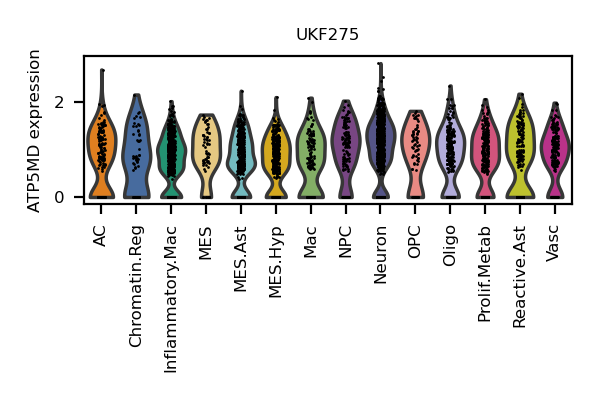 UKF275
ATP5MD expression
2
0
AC
Chromatin.Reg
Inflammatory.Mac
MES
MES.Ast
MES.Hyp
Mac
NPC
Neuron
OPC
Oligo
Prolif.Metab
Reactive.Ast
Vasc